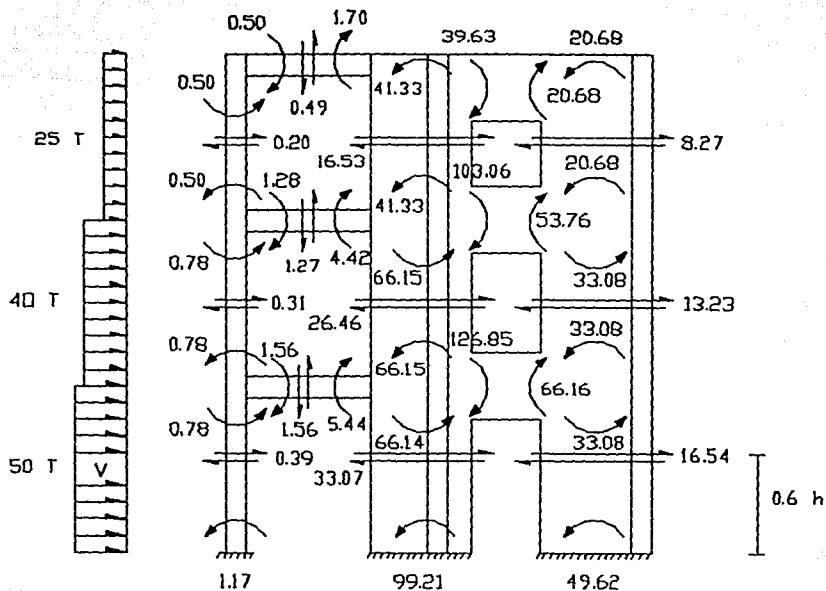 0.50 1.70
39.63 20.68
0.50 41.33 20.68
0.49
25 T 0.20 8.27
16.53 103.06 20.68
0.50 1.28 41.33
53.76
0.78 1.27 4.42 66.15 33.08
40 T 0.31 13.23
26.46 126.85 33.08
0.78 1.56 66.15
66.16
0.78 1.56 5.44 66.14 33.08
50 T V 0.39 16.54
33.07
0.6 h
1.17 99.21 49.62